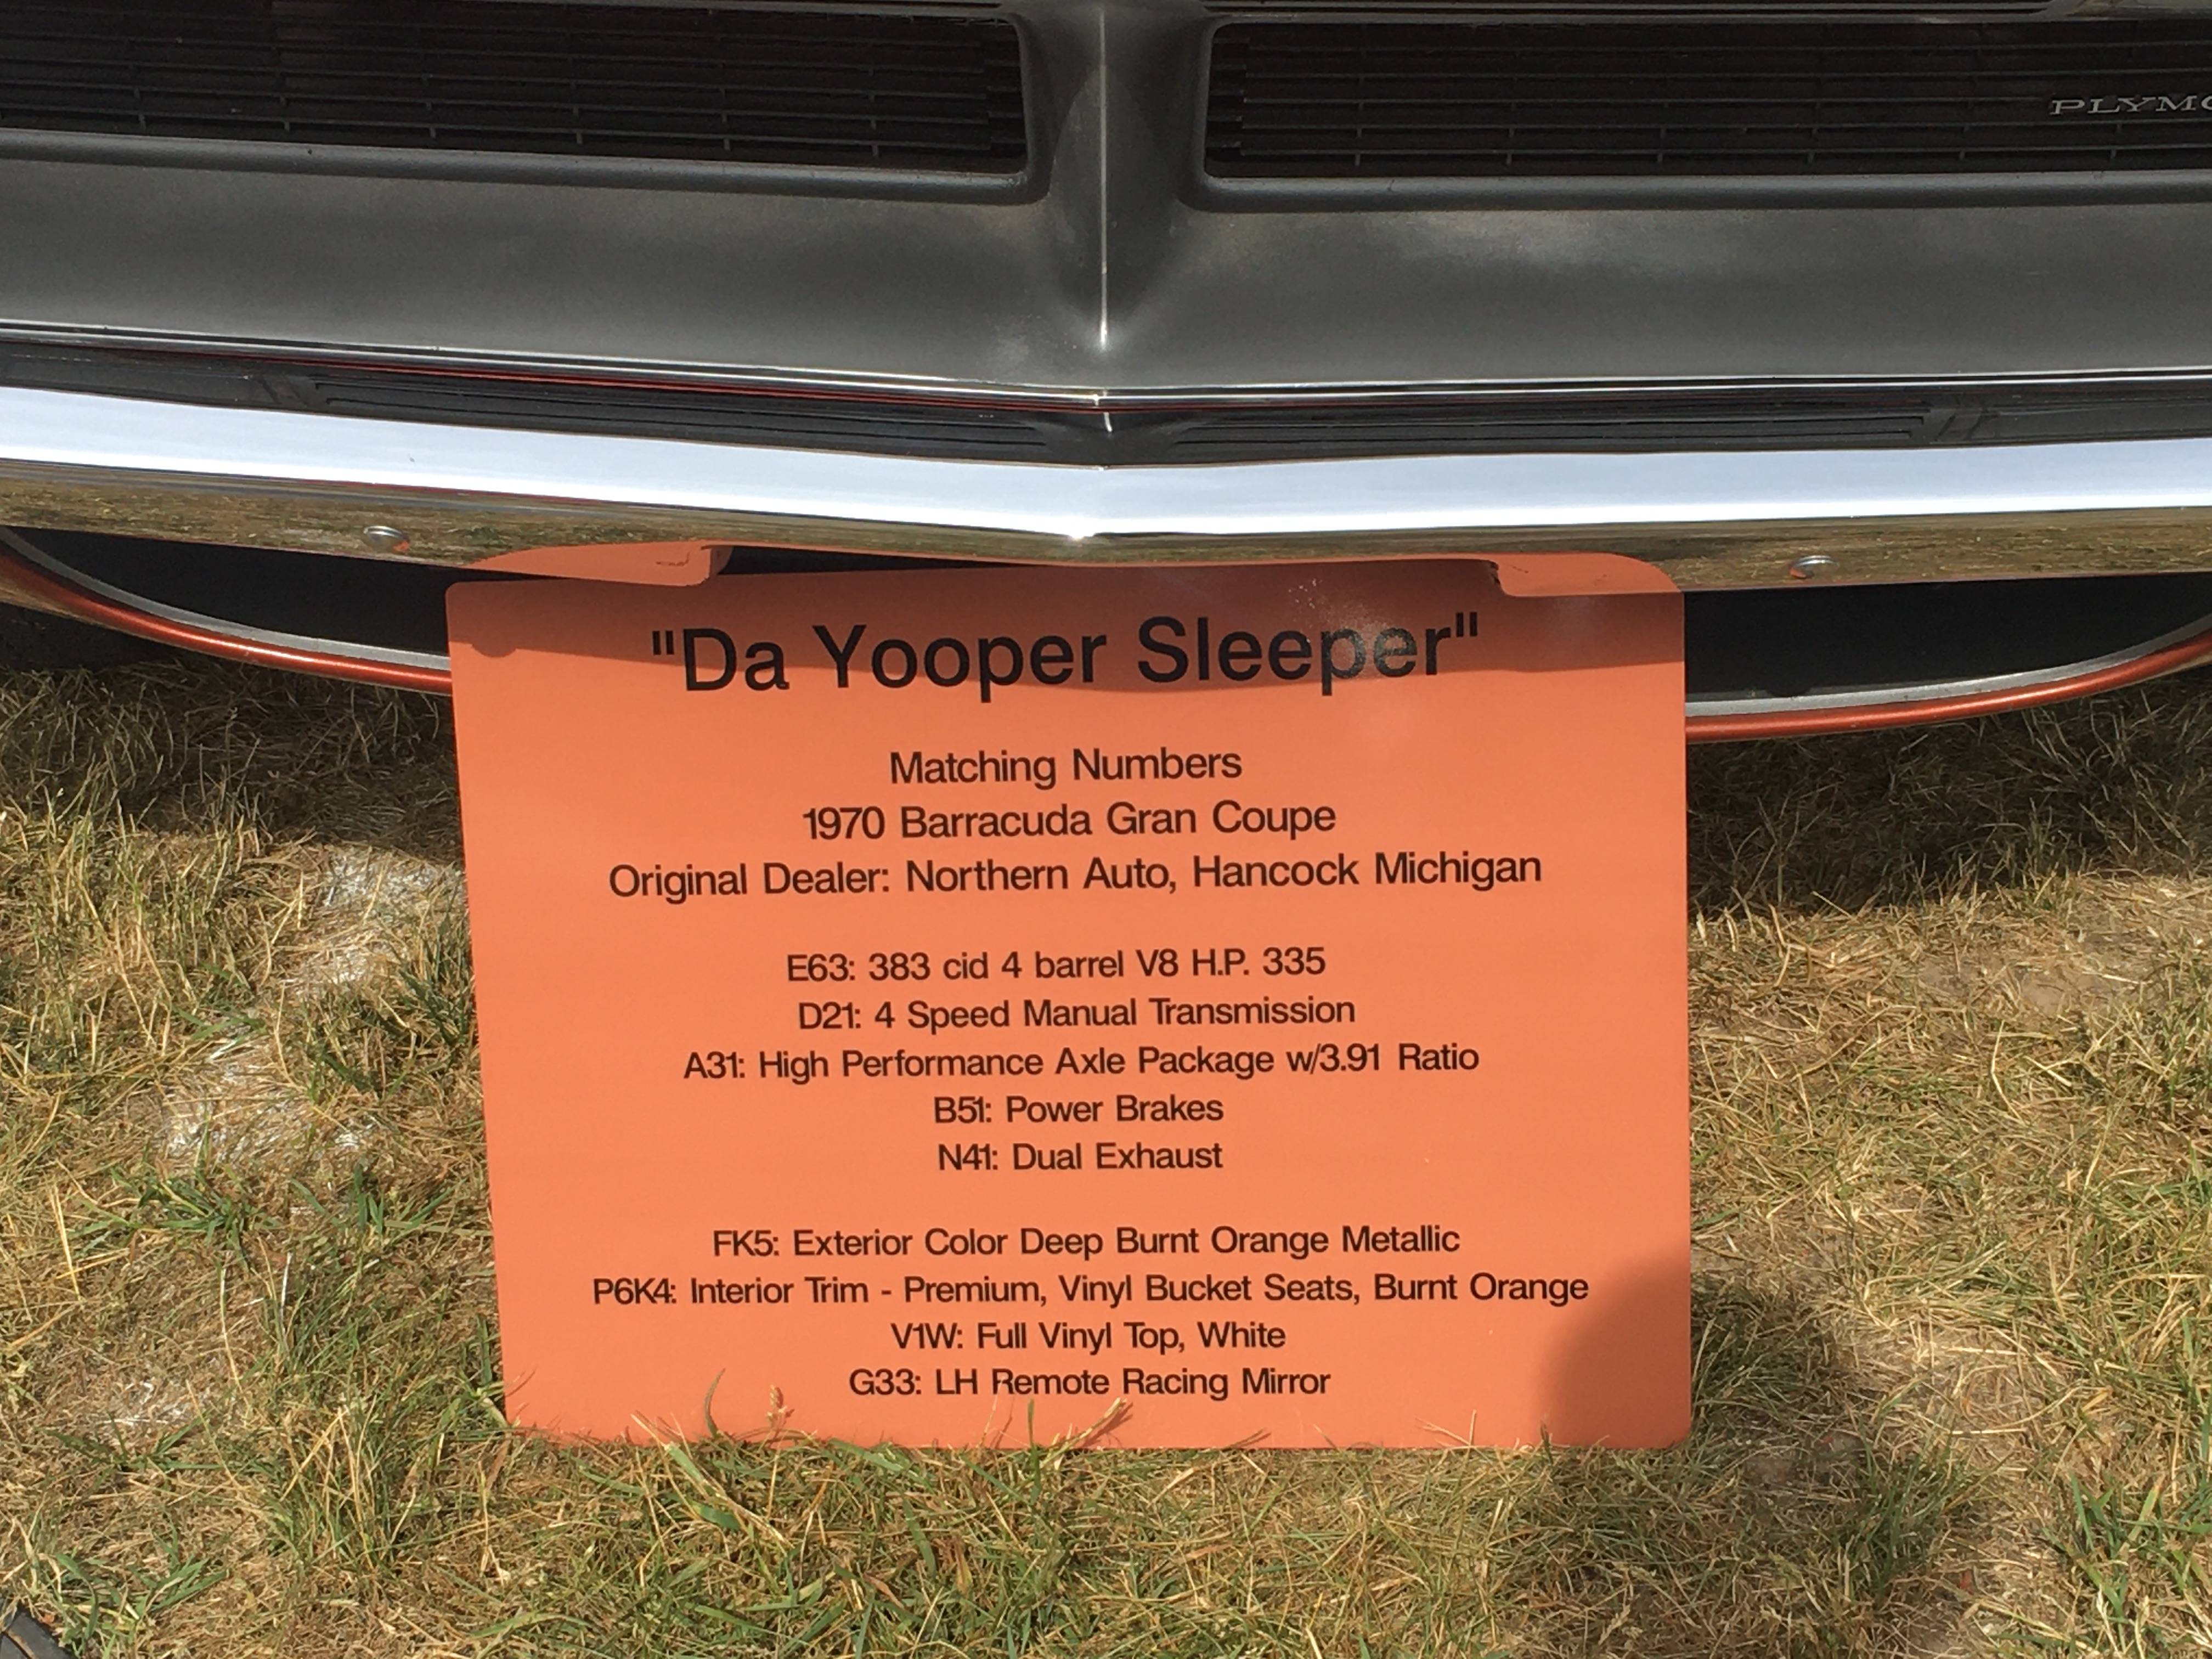 PLYMO
"Da Yooper Sleeper"
Matching Numbers
1970 Barracuda Gran Coupe
Original Dealer: Northern Auto, Hancock Michigan
E63: 383 cid 4 barrel V8 H.P. 335
D21: 4 Speed Manual Transmission
A31: High Performance Axle Package w/3.91 Ratio
B51: Power Brakes
N41: Dual Exhaust
FK5: Exterior Color Deep Burnt Orange Metallic
P6K4: Interior Trim - Premium, Vinyl Bucket Seats, Burnt Orange
V1W: Full Vinyl Top, White
G33: LH Remote Racing Mirror